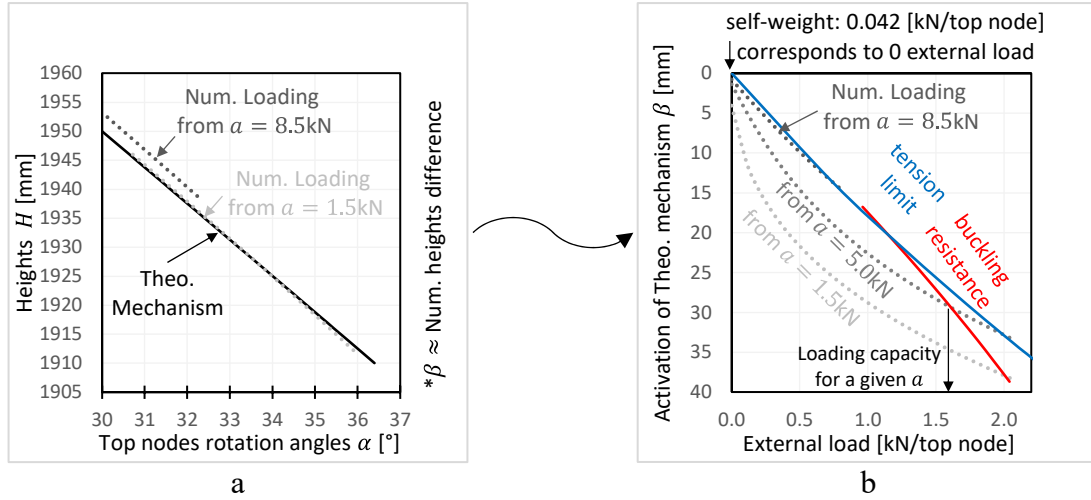 1960
1955
1950
1945
1940
1935
1930
1925
1920
1915
1910
1905
Heights H [mm]
Num. Loading
from a = 8.5kN
Num. Loading
from a = 1.5kN
Theo.
Mechanism
30 31 32 33 34 35 36 37
Top nodes rotation angles α [°]
*β ≈ Num. heights difference
a
self-weight: 0.042 [kN/top node]
corresponds to 0 external load
0
5
10
15
20
25
30
35
40
Activation of Theo. mechanism β [mm]
Num. Loading
from a = 8.5kN
tension
limit
buckling
resistance
from a = 5.0kN
from a = 1.5kN
Loading capacity
for a given a
0.0 0.5 1.0 1.5 2.0
External load [kN/top node]
b